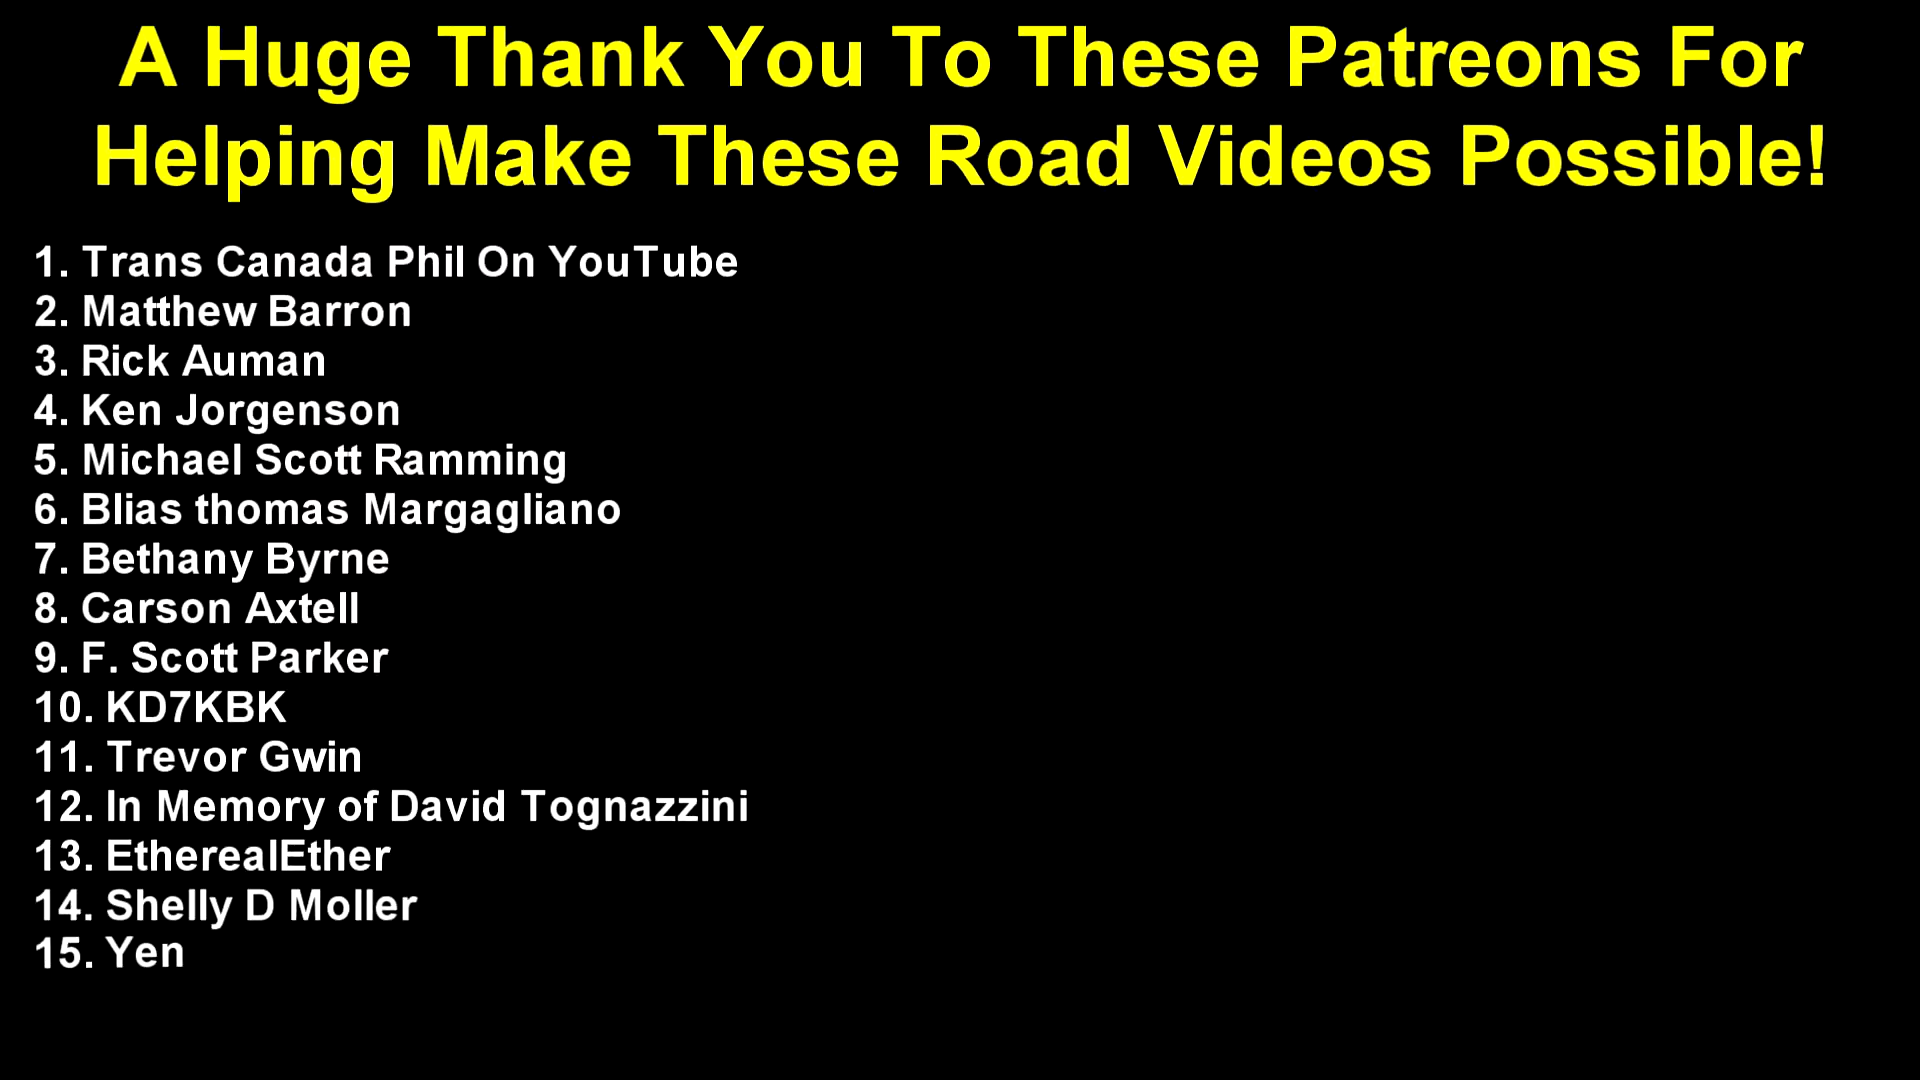 A Huge Thank You To These Patreons For
Helping Make These Road Videos Possible!
1. Trans Canada Phil On YouTube
2. Matthew Barron
3. Rick Auman
4. Ken Jorgenson
5. Michael Scott Ramming
6. Blias thomas Margagliano
7. Bethany Byrne
8. Carson Axtell
9. F. Scott Parker
10. KD7KBK
11. Trevor Gwin
12. In Memory of David Tognazzini
13. EtherealEther
14. Shelly D Moller
15. Yen